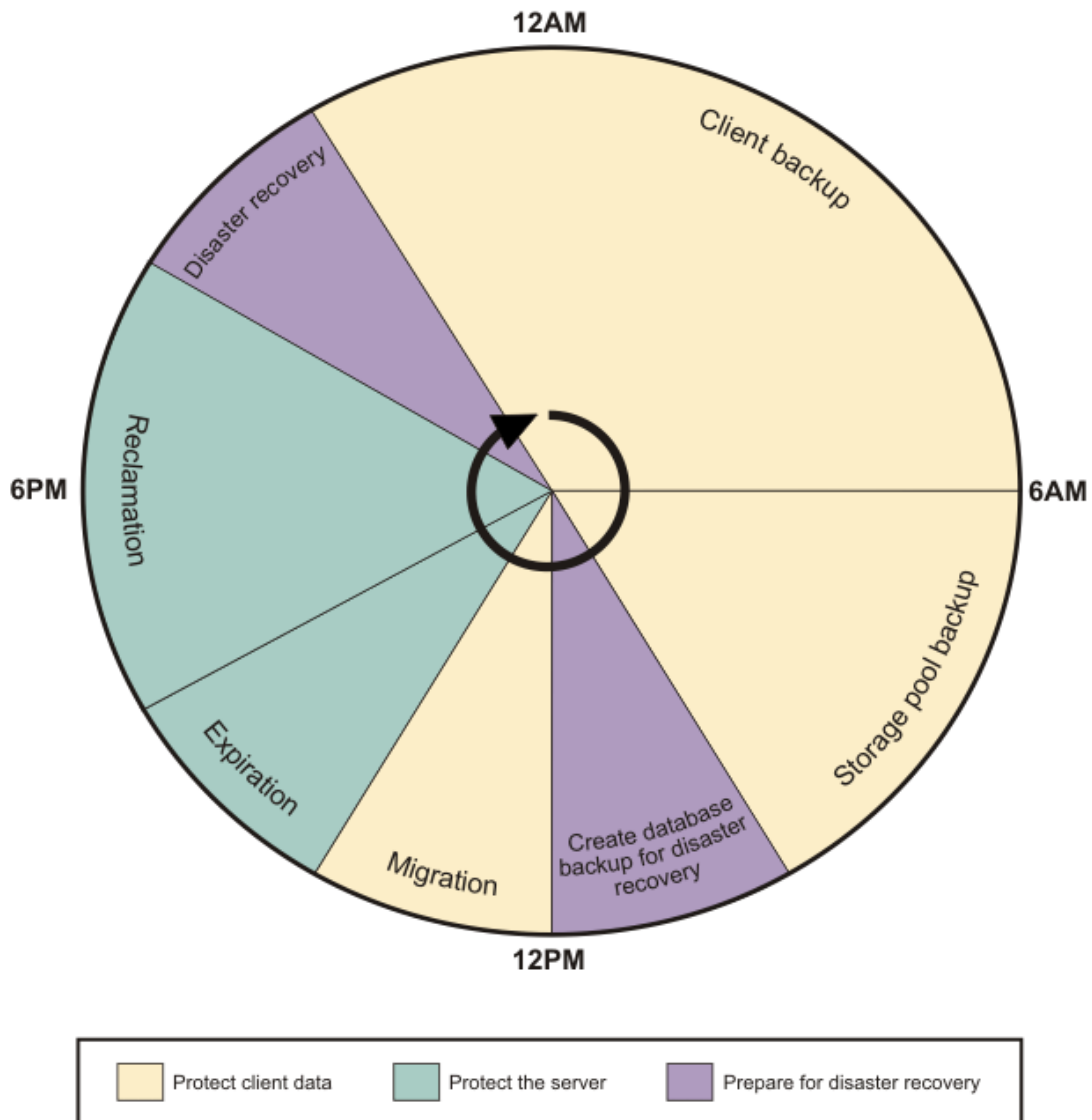 12AM
Client backup
Disaster recovery
Reclamation
6PM
6AM
Storage pool backup
Expiration
Create database
backup for disaster
recovery
Migration
12PM
Protect client data
Protect the server
Prepare for disaster recovery